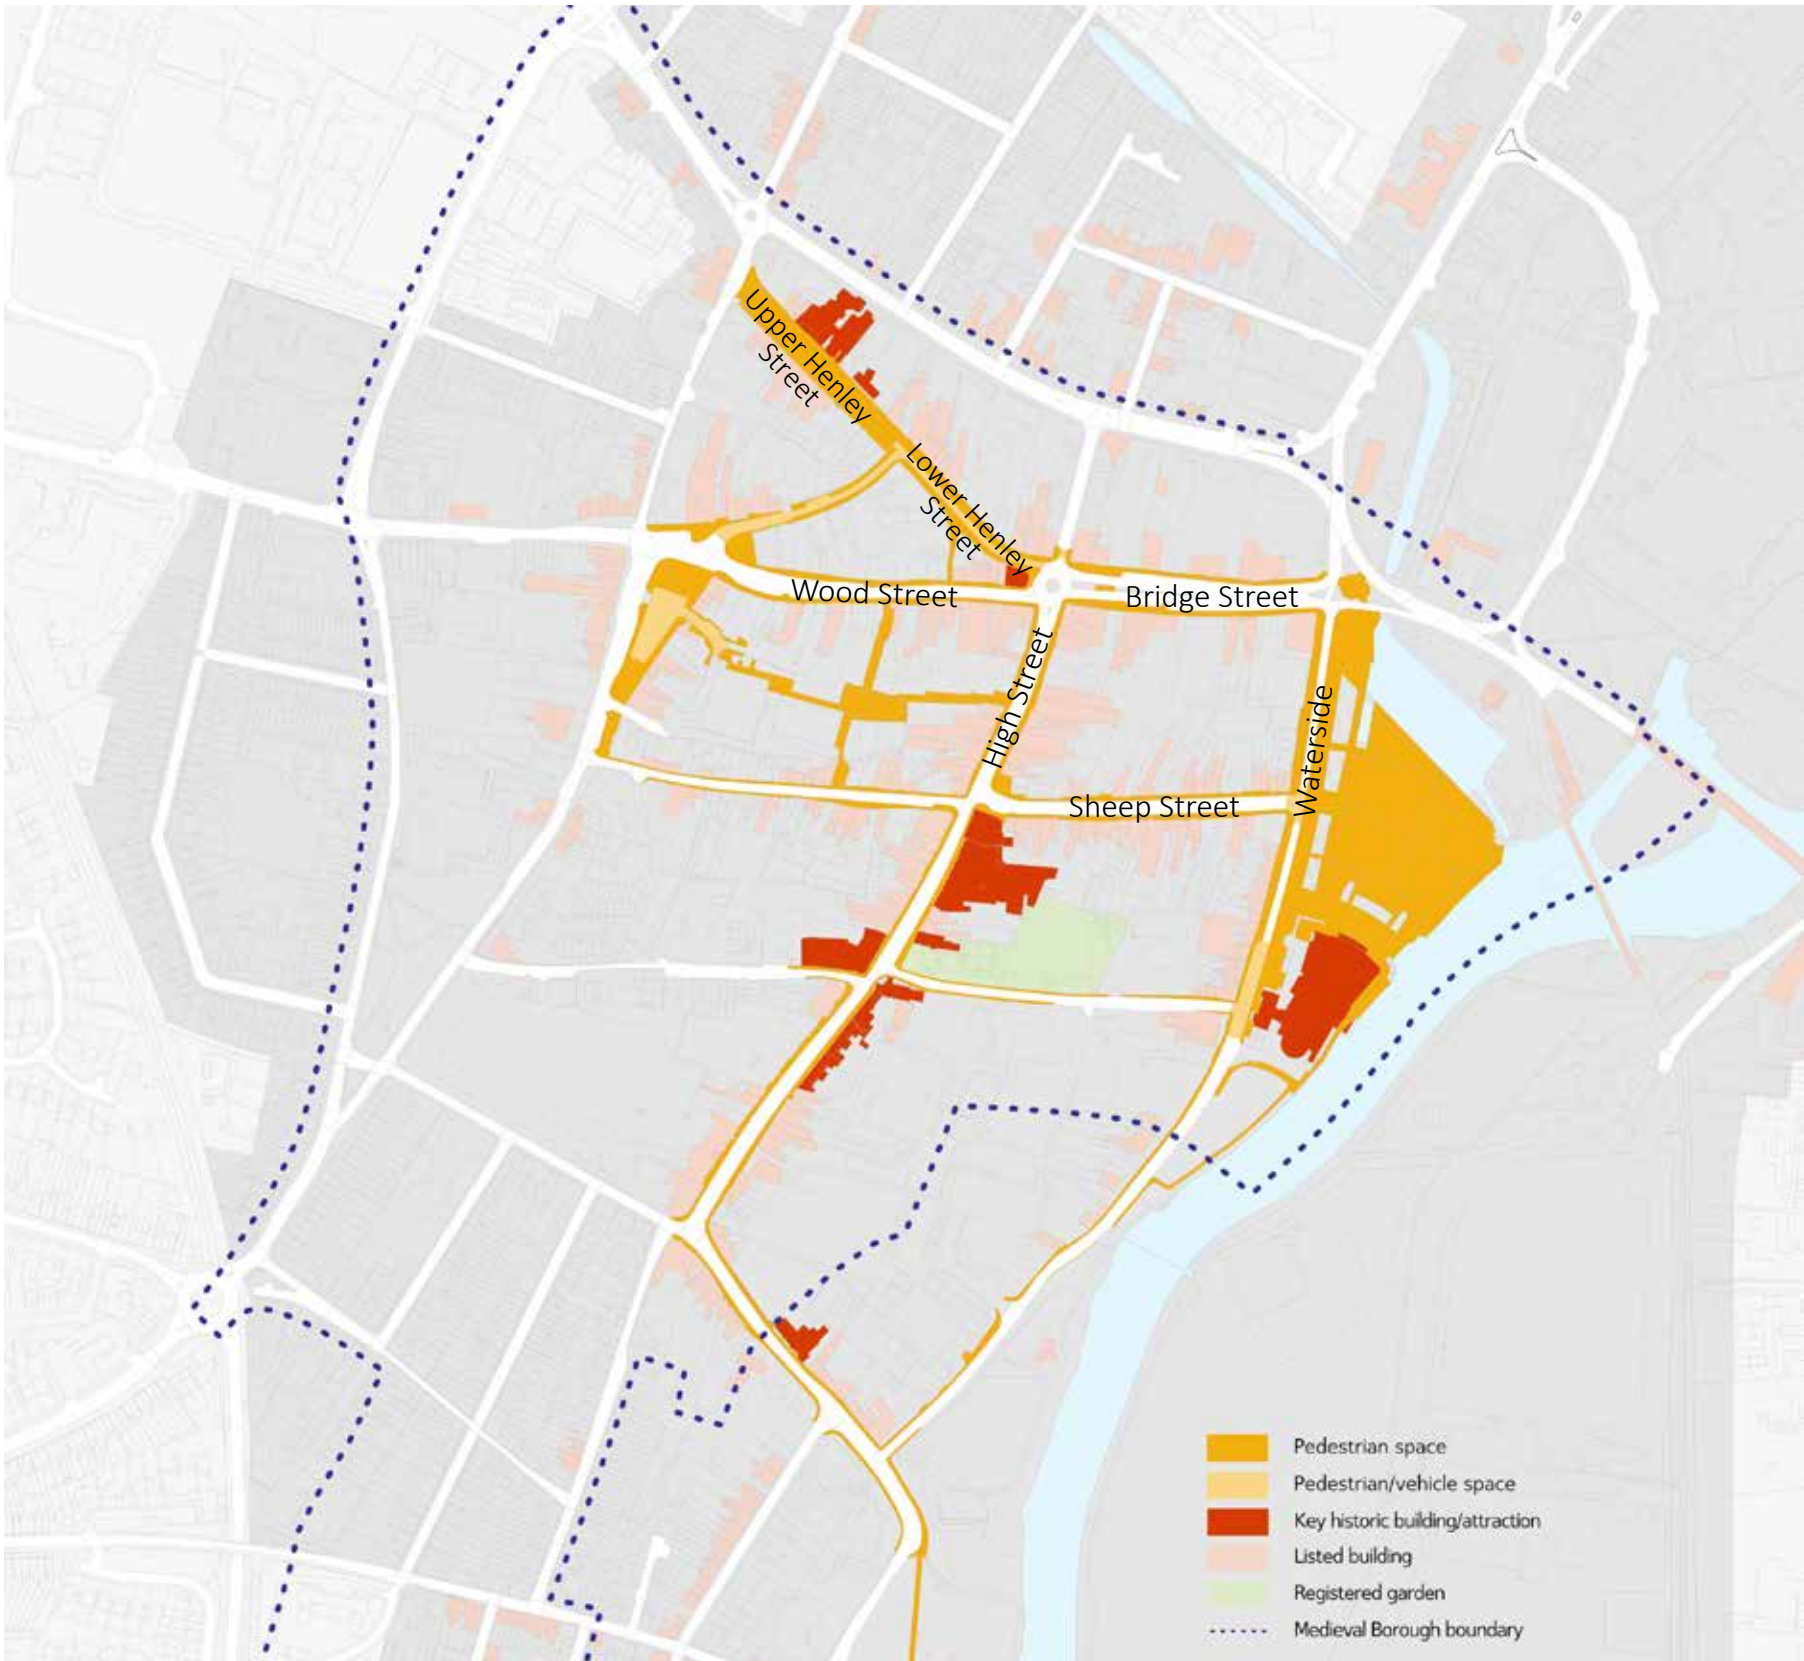 Upper Henley
Street
Lower Henley
Street
Wood Street
Bridge Street
High Street
Waterside
Sheep Street
Pedestrian space
Pedestrian/vehicle space
Key historic building/attraction
Listed building
Registered garden
Medieval Borough boundary